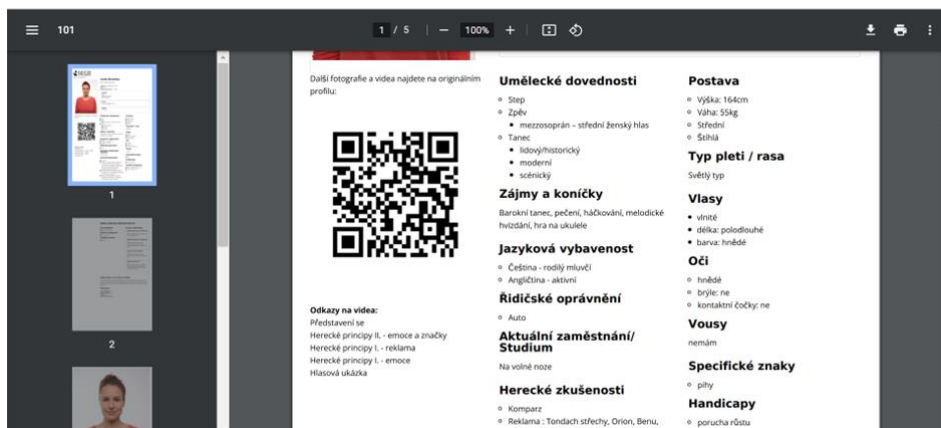 101
1 / 5
100%
1
2
Další fotografie a videa najdete na originálním
profilu:
Odkazy na videa:
Představení se
Herecké principy II. - emoce a značky
Herecké principy I. - reklama
Herecké principy I. - emoce
Hlasová ukázka
Umělecké dovednosti
Step
Zpěv
mezzosoprán – střední ženský hlas
Tanec
lidový/historický
moderní
scénický
Zájmy a koníčky
Barokní tanec, pečení, háčkování, melodické
hvízdání, hra na ukulele
Jazyková vybavenost
Čeština - rodilý mluvčí
Angličtina - aktivní
Řidičské oprávnění
Auto
Aktuální zaměstnání/
Studium
Na volné noze
Herecké zkušenosti
Komparz
Reklama : Tondach střechy, Orion, Benu,
Postava
Výška: 164cm
Váha: 55kg
Střední
Štíhlá
Typ pleti / rasa
Světlý typ
Vlasy
vlnité
délka: polodlouhé
barva: hnědé
Oči
hnědé
brýle: ne
kontaktní čočky: ne
Vousy
nemám
Specifické znaky
pihy
Handicapy
porucha růstu